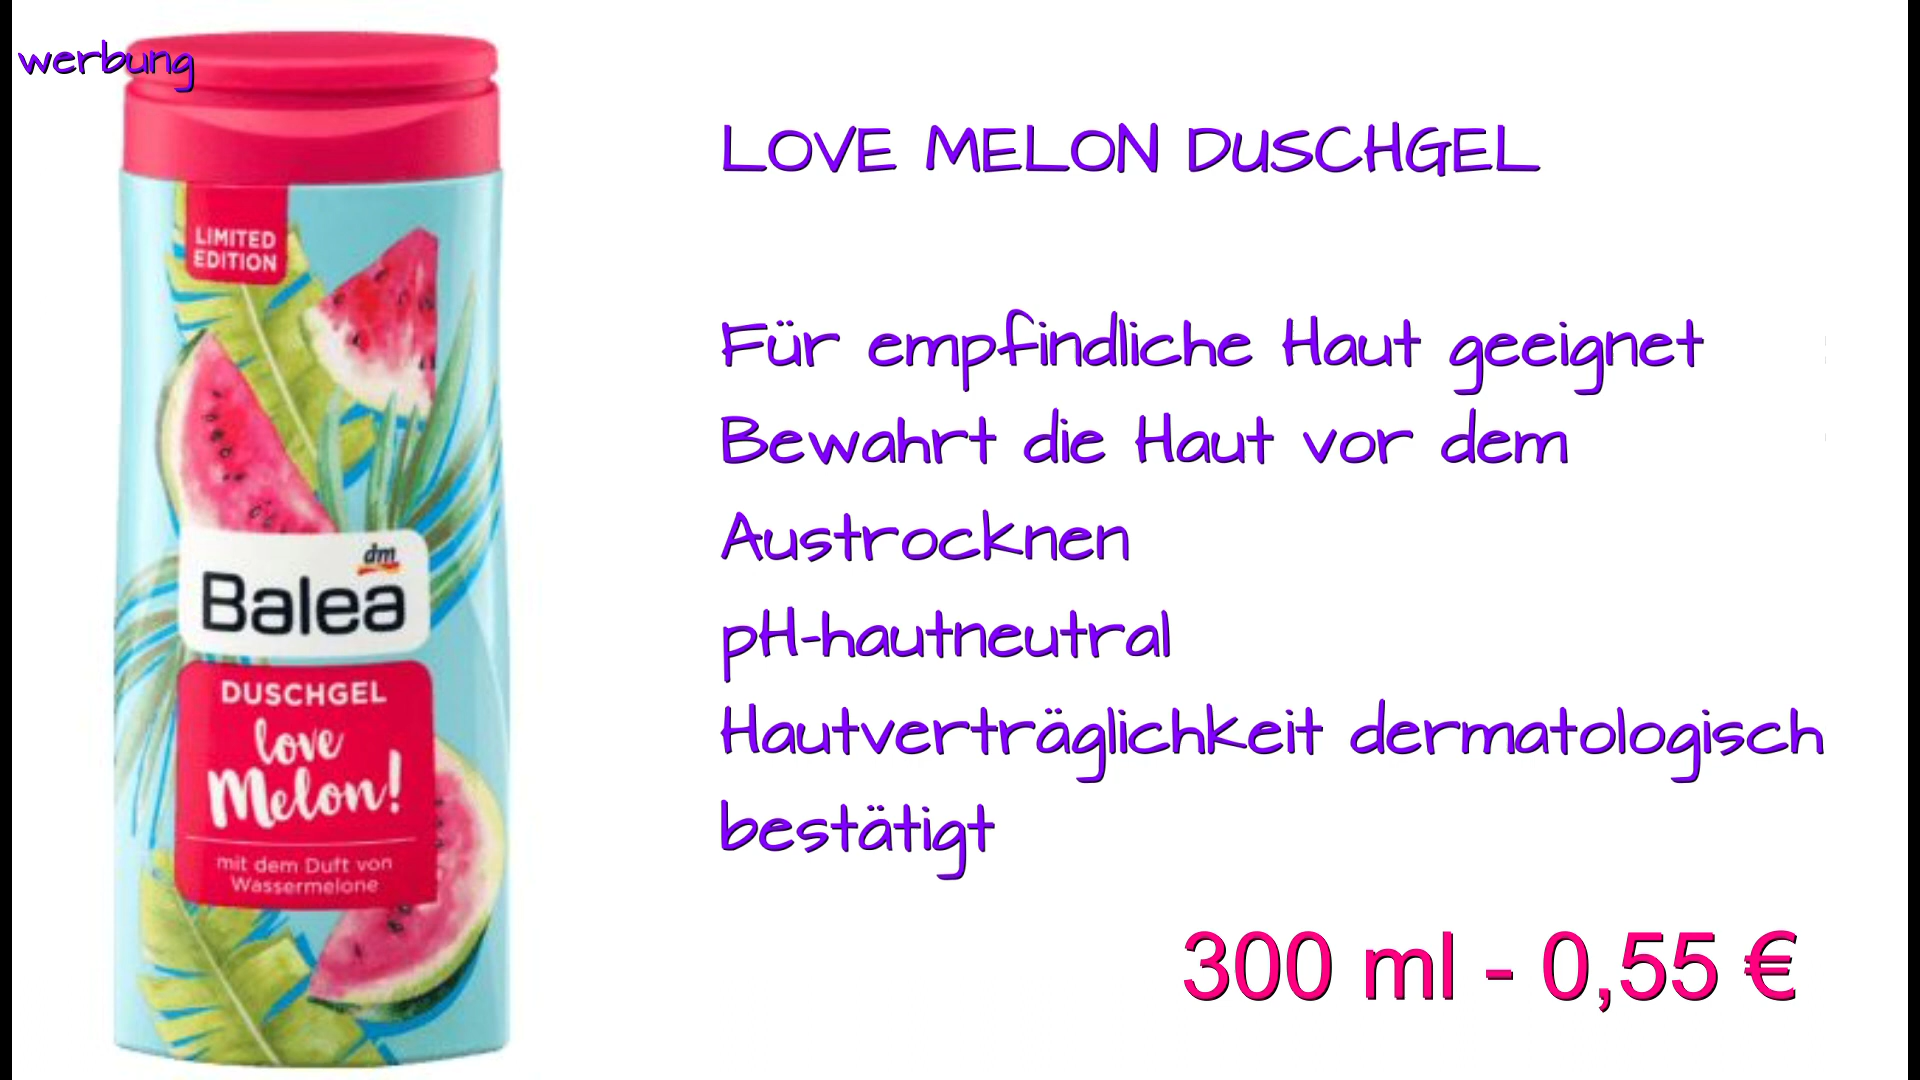 werbung
LIMITED
EDITION
dm
Balea
DUSCHGEL
love
Melon!
mit dem Duft von
Wassermelone
LOVE MELON DUSCHGEL
Für empfindliche Haut geeignet
Bewahrt die Haut vor dem
Austrocknen
pH-hautneutral
Hautverträglichkeit dermatologisch
bestätigt
300 ml - 0,55 €